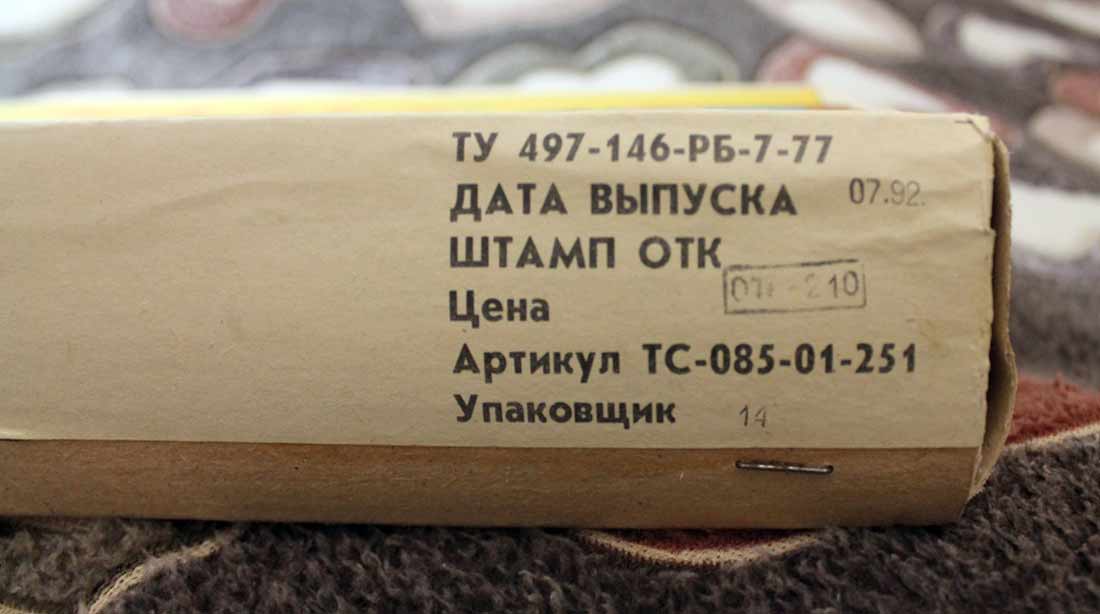 ТУ 497-146-РБ-7-77
ДАТА ВЫПУСКА 07.92.
ШТАМП ОТК
Цена
Артикул ТС-085-01-251
Упаковщик 14